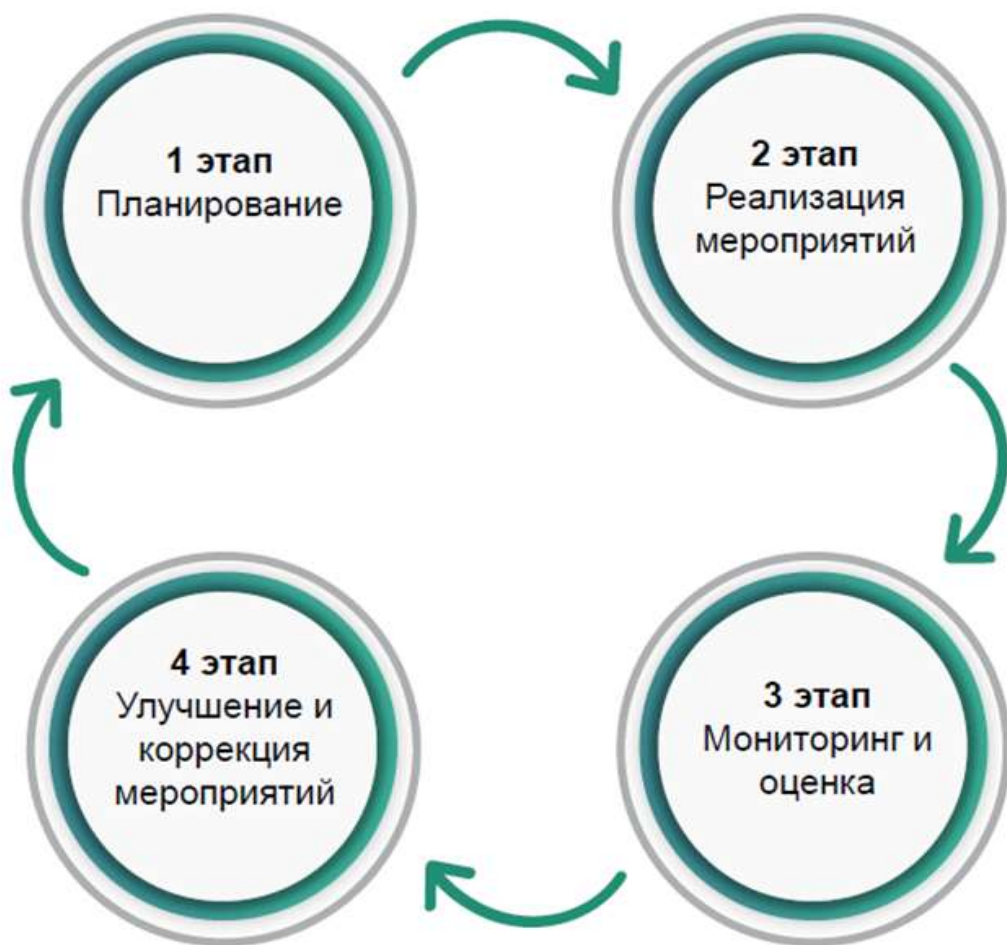 1 этап
Планирование
2 этап
Реализация
мероприятий
3 этап
Мониторинг и
оценка
4 этап
Улучшение и
коррекция
мероприятий